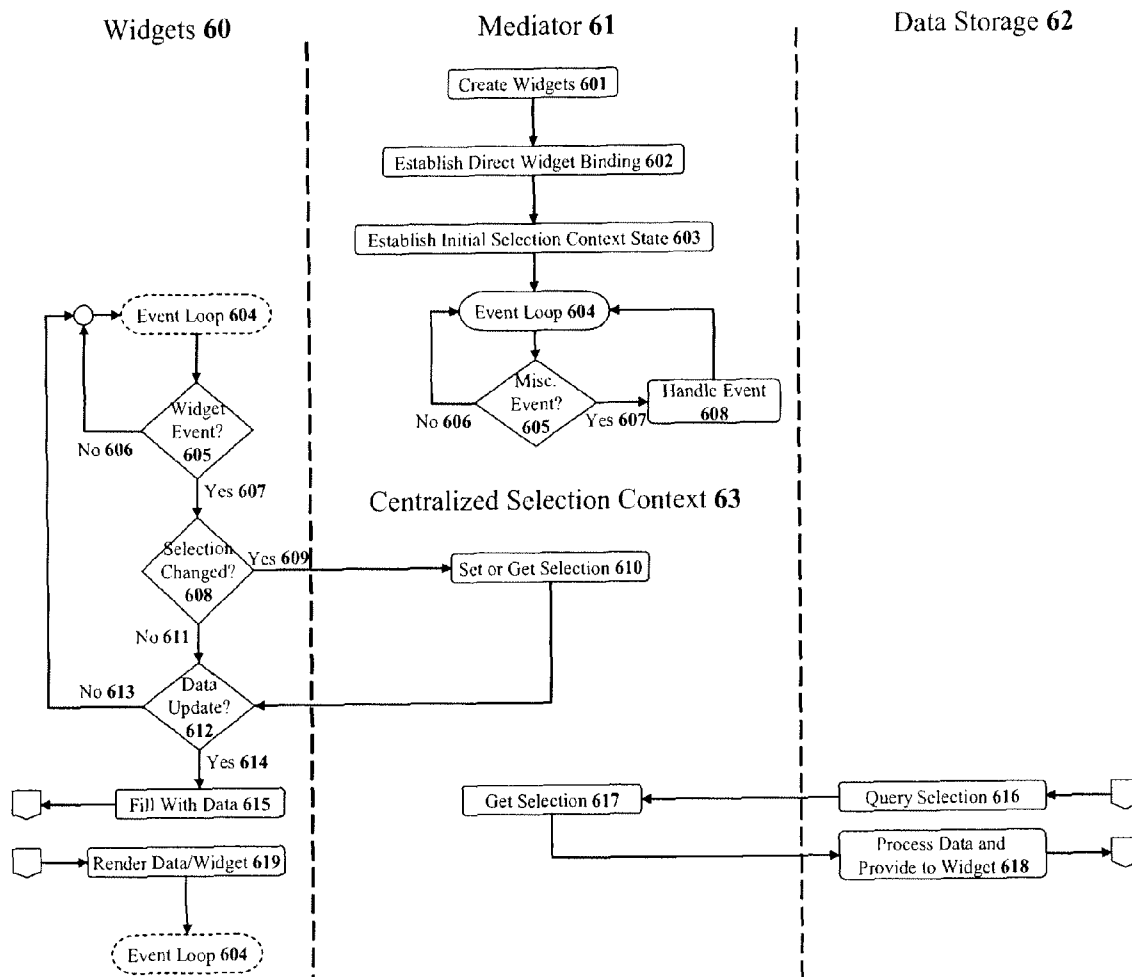 Widgets 60
Mediator 61
Data Storage 62
Create Widgets 601
Establish Direct Widget Binding 602
Establish Initial Selection Context State 603
Event Loop 604
Event Loop 604
Misc.
Event?
605
No 606
Yes 607
Handle Event
608
Widget
Event?
605
No 606
Yes 607
Centralized Selection Context 63
Selection
Changed?
608
Yes 609
Set or Get Selection 610
No 611
Data
Update?
612
No 613
Yes 614
Fill With Data 615
Get Selection 617
Query Selection 616
Render Data/Widget 619
Process Data and
Provide to Widget 618
Event Loop 604